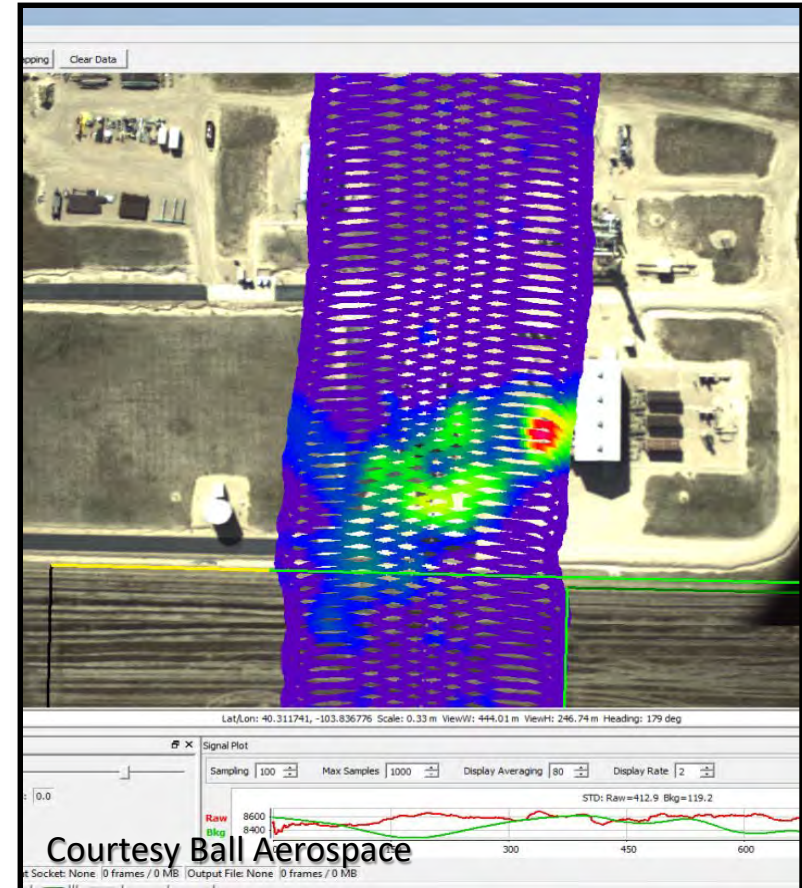 Clear Data
Lat/Lon: 40.311741, -103.836776 Scale: 0.33 m ViewW: 444.01 m ViewH: 246.74 m Heading: 179 deg
Signal Plot
Sampling 100 Max Samples 1000 Display Averaging 80 Display Rate 2
0.0
STD: Raw=412.9 Bkg=119.2
Raw 8600
Bkg 8400
300 450 600
Courtesy Ball Aerospace
Socket: None 0 frames / 0 MB Output File: None 0 frames / 0 MB